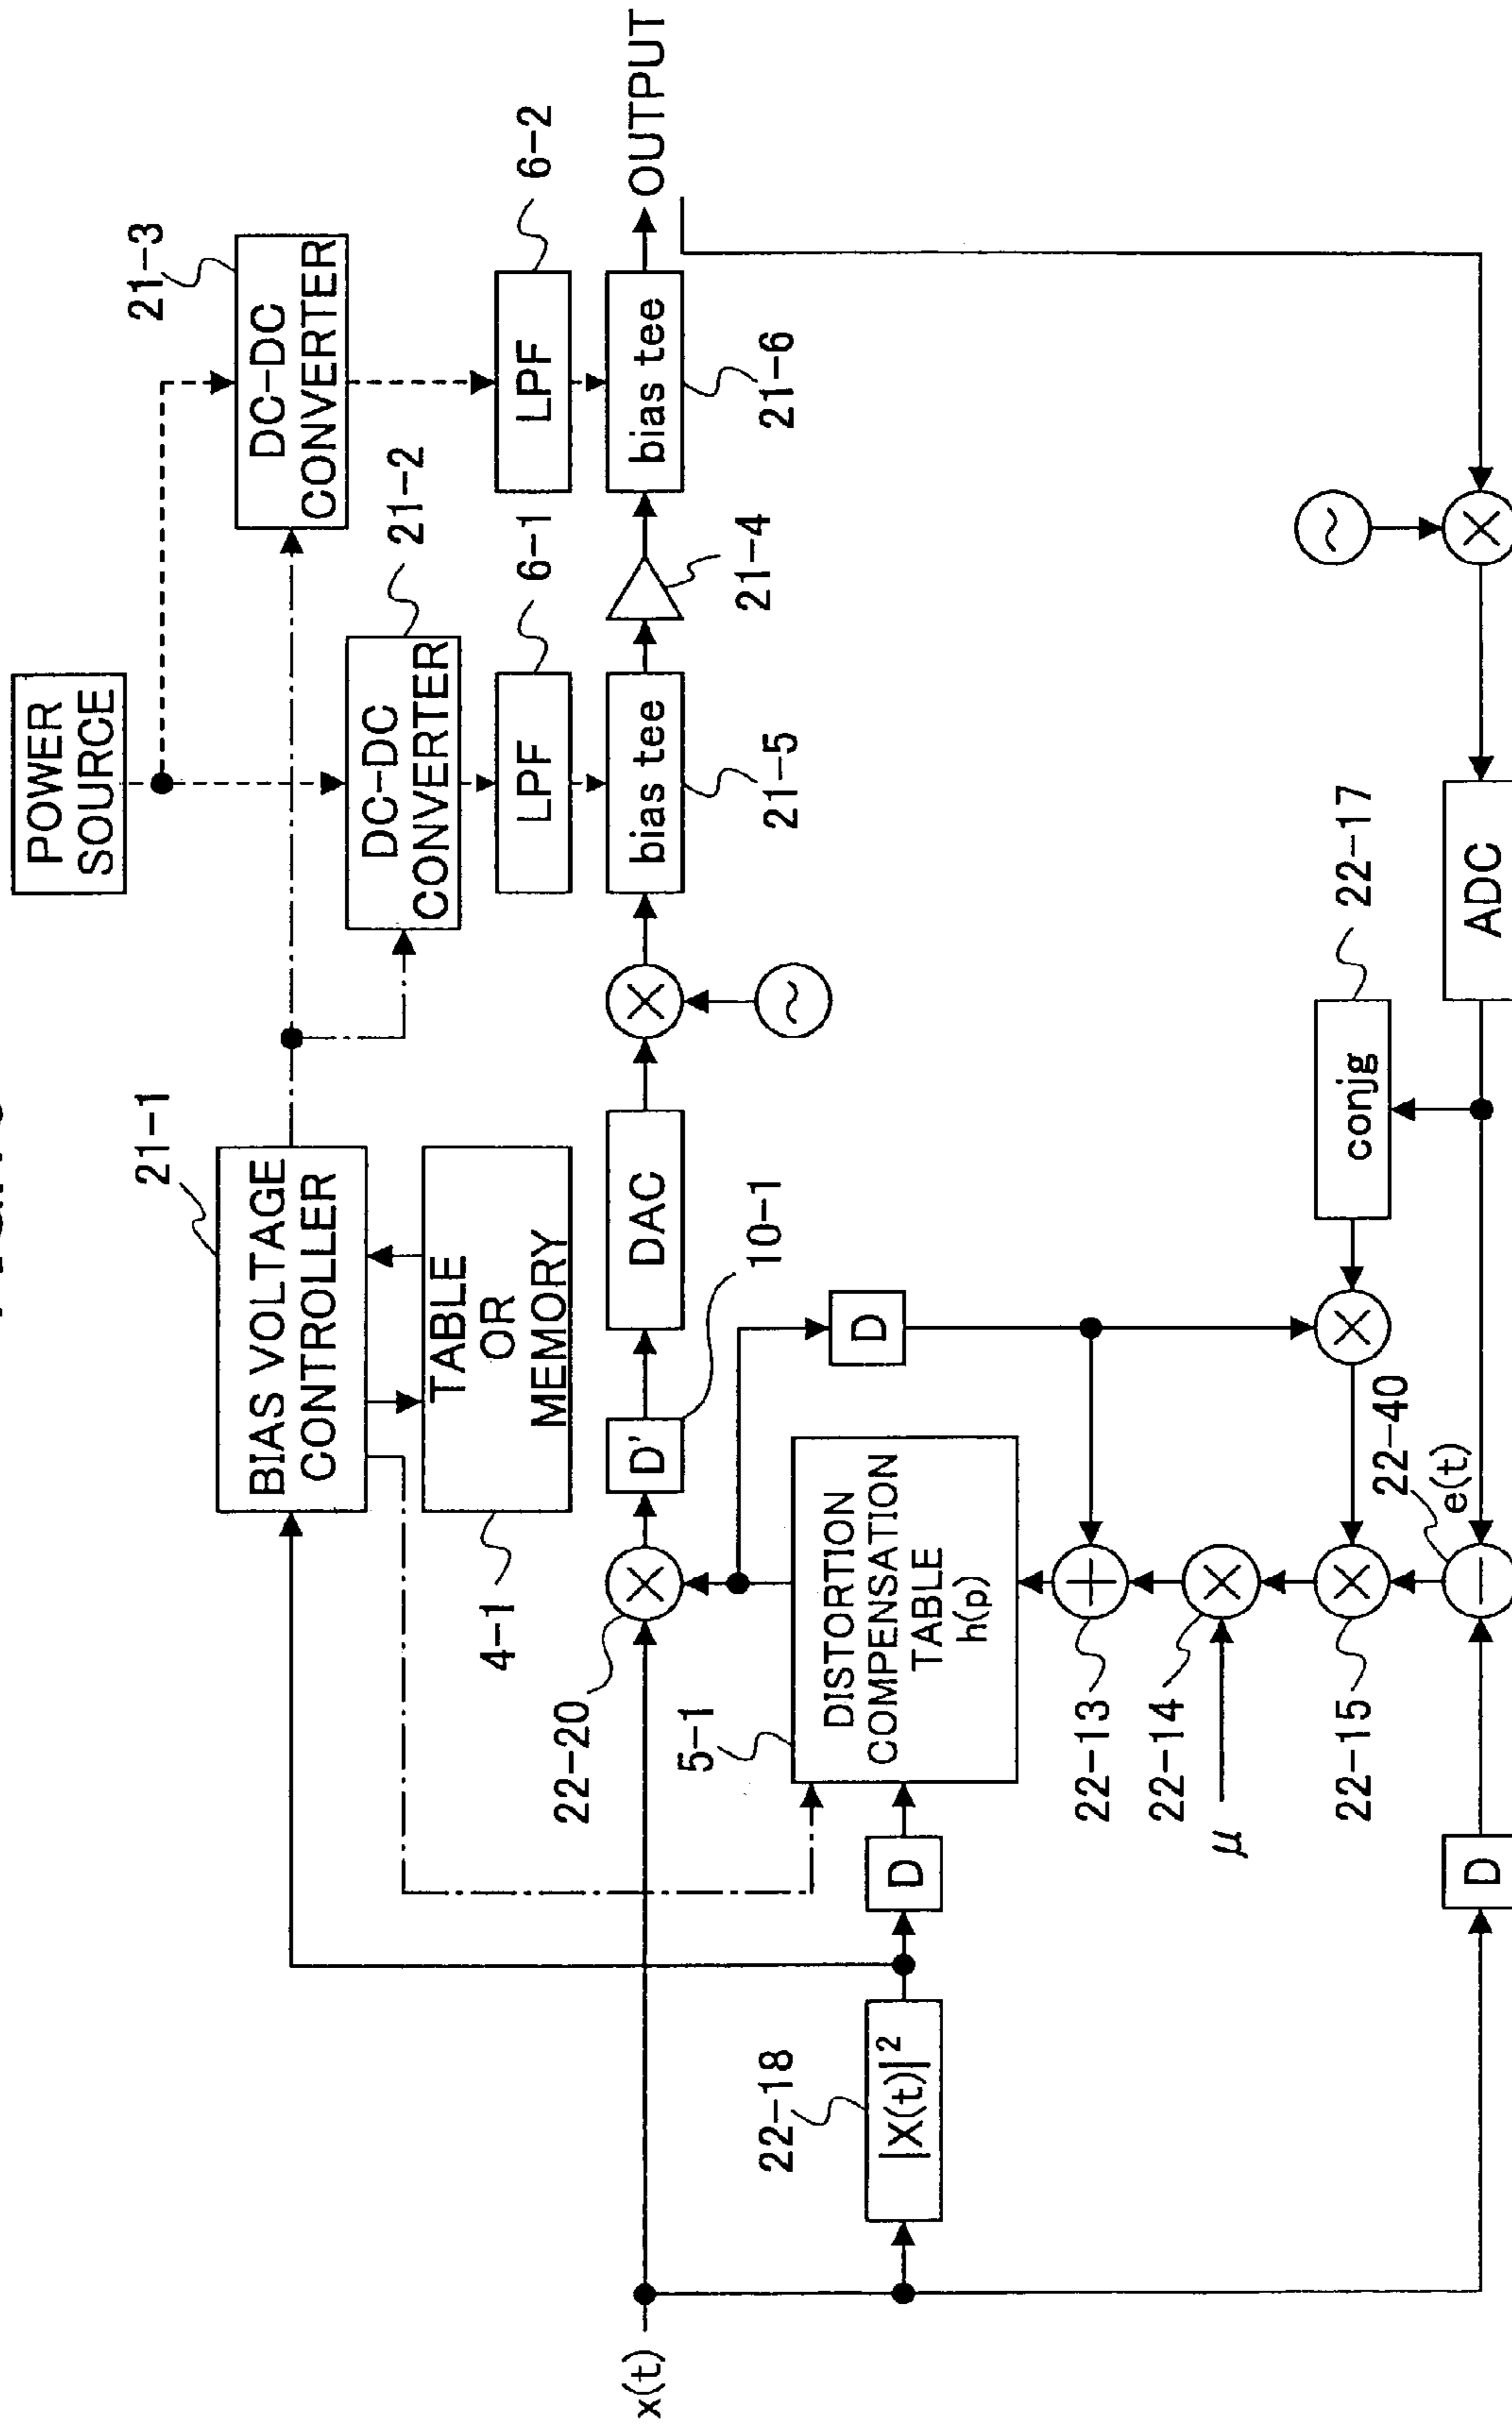 POWER
SOURCE
21-3
DC-DC
CONVERTER
21-1
BIAS VOLTAGE
CONTROLLER
21-2
DC-DC
CONVERTER
TABLE
OR
MEMORY
4-1
6-1
LPF
6-2
LPF
x(t)
22-20
D'
10-1
DAC
bias tee
21-5
21-4
bias tee
21-6
OUTPUT
22-18
|X(t)|²
D
5-1
DISTORTION
COMPENSATION
TABLE
h(p)
D
22-13
22-14
μ
22-15
conjg
22-17
22-40
e(t)
D
ADC